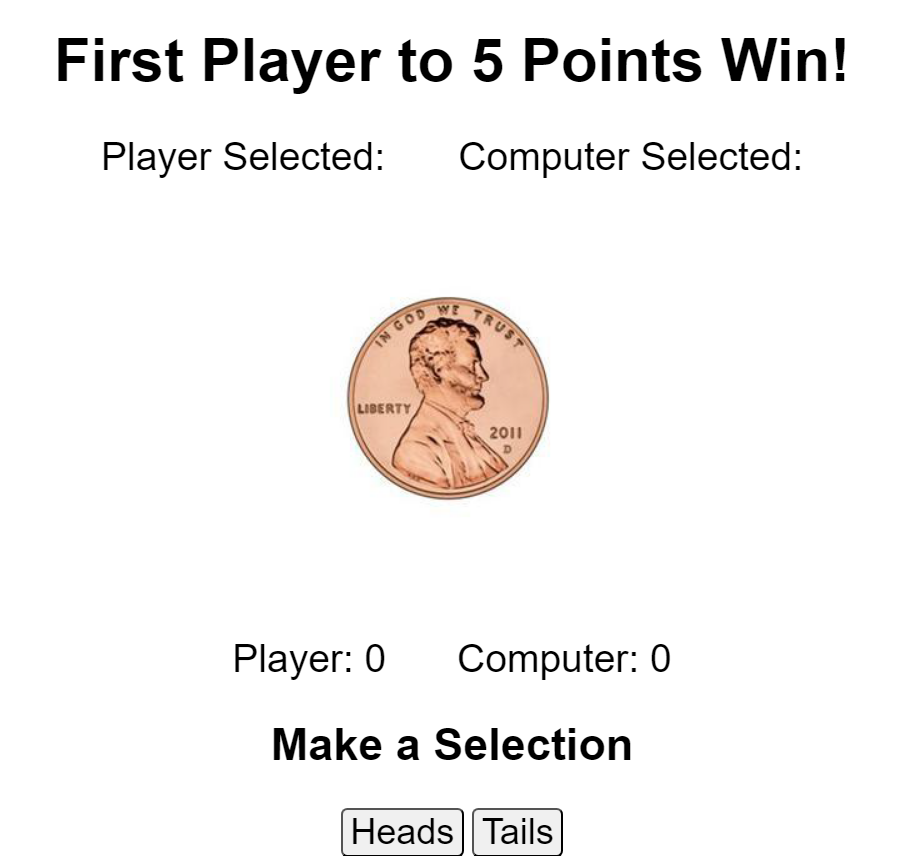 First Player to 5 Points Win!
Player Selected: Computer Selected:
IN GOD WE TRUST
LIBERTY
2011
D
Player: 0 Computer: 0
Make a Selection
Heads Tails